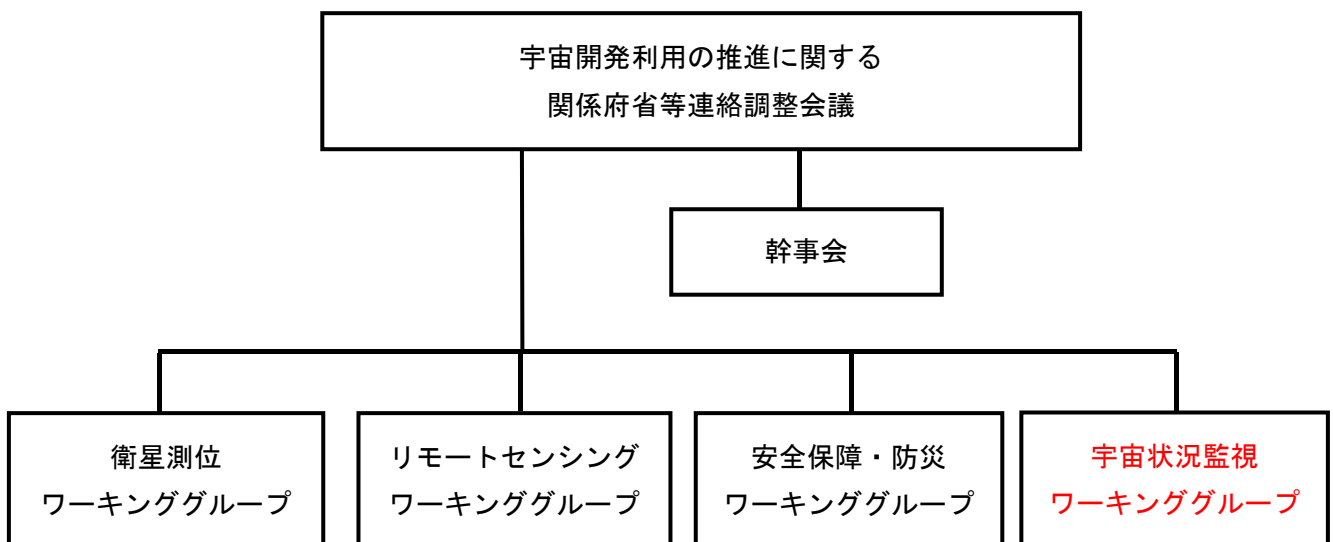 宇宙開発利用の推進に関する
関係府省等連絡調整会議
幹事会
衛星測位
ワーキンググループ
リモートセンシング
ワーキンググループ
安全保障・防災
ワーキンググループ
宇宙状況監視
ワーキンググループ